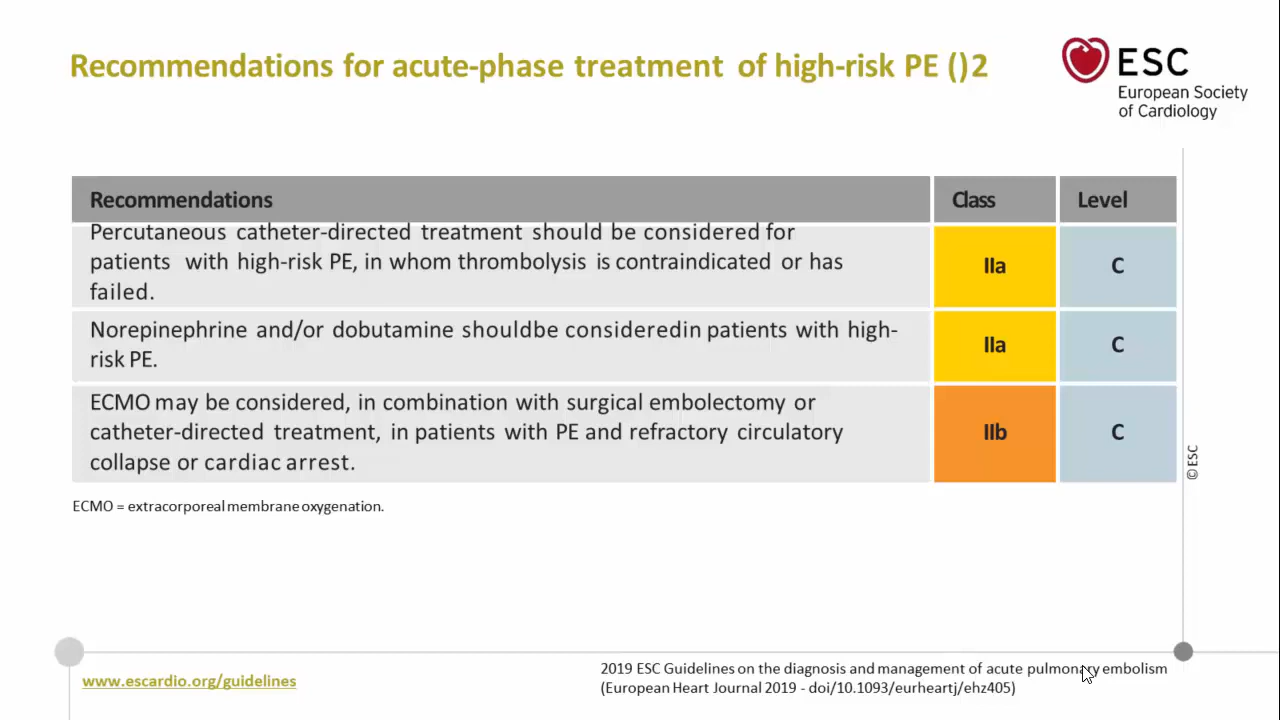 Recommendations for acute-phase treatment of high-risk PE ()2
ESC
European Society
of Cardiology
Recommendations Class Level
Percutaneous catheter-directed treatment should be considered for
patients with high-risk PE, in whom thrombolysis is contraindicated or has
failed.
IIa C
Norepinephrine and/or dobutamine shouldbe consideredin patients with high-
risk PE.
IIa C
ECMO may be considered, in combination with surgical embolectomy or
catheter-directed treatment, in patients with PE and refractory circulatory
collapse or cardiac arrest.
IIb C
© ESC
ECMO = extracorporeal membrane oxygenation.
www.escardio.org/guidelines
2019 ESC Guidelines on the diagnosis and management of acute pulmonary embolism
(European Heart Journal 2019 - doi/10.1093/eurheartj/ehz405)